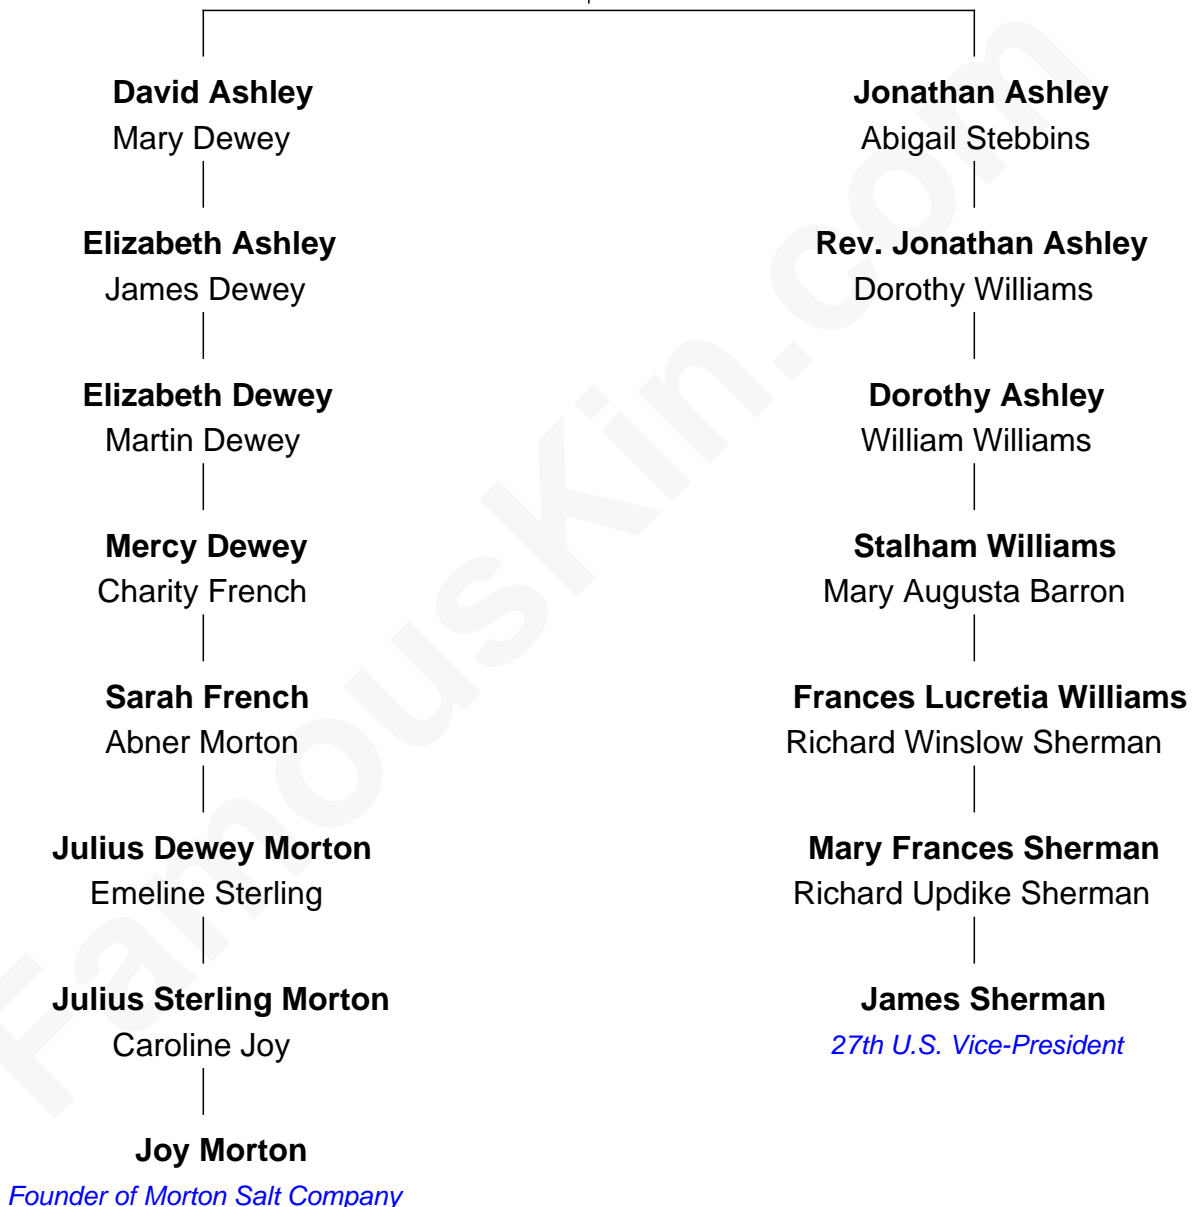 David Ashley
Mary Dewey
Elizabeth Ashley
James Dewey
Elizabeth Dewey
Martin Dewey
Mercy Dewey
Charity French
Sarah French
Abner Morton
Julius Dewey Morton
Emeline Sterling
Julius Sterling Morton
Caroline Joy
Joy Morton
Founder of Morton Salt Company
Jonathan Ashley
Abigail Stebbins
Rev. Jonathan Ashley
Dorothy Williams
Dorothy Ashley
William Williams
Stalham Williams
Mary Augusta Barron
Frances Lucretia Williams
Richard Winslow Sherman
Mary Frances Sherman
Richard Updike Sherman
James Sherman
27th U.S. Vice-President
FamousKin.com